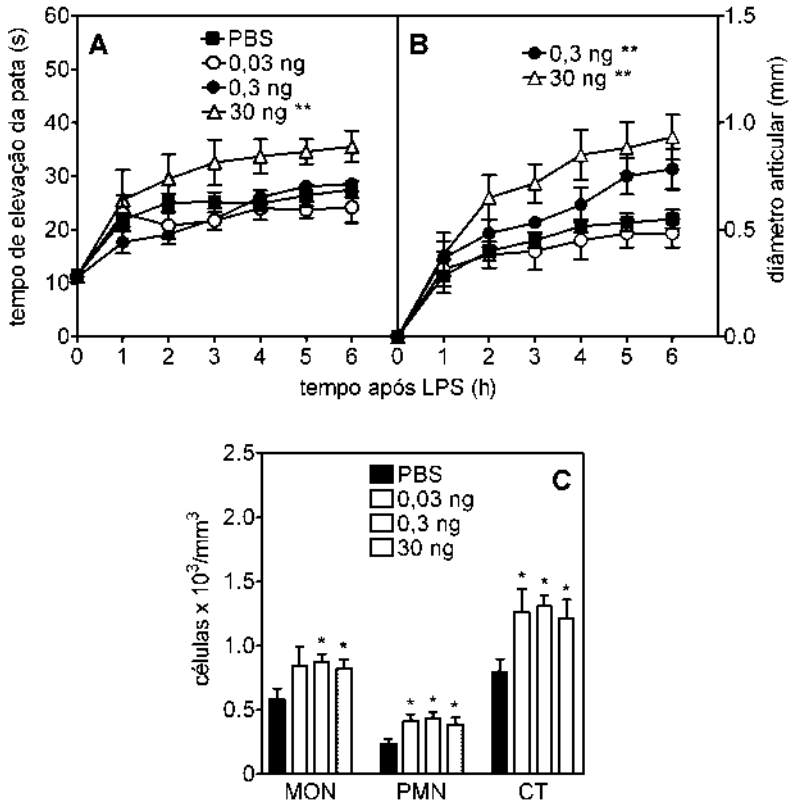 A
PBS
0,03 ng
0,3 ng
30 ng **
tempo de elevação da pata (s)
60
50
40
30
20
10
0
0 1 2 3 4 5 6
B
0,3 ng **
30 ng **
diâmetro articular (mm)
1.5
1.0
0.5
0.0
0 1 2 3 4 5 6
tempo após LPS (h)
C
PBS
0,03 ng
0,3 ng
30 ng
células x 10³/mm³
2.5
2.0
1.5
1.0
0.5
0
* *
* * *
* * *
MON PMN CT